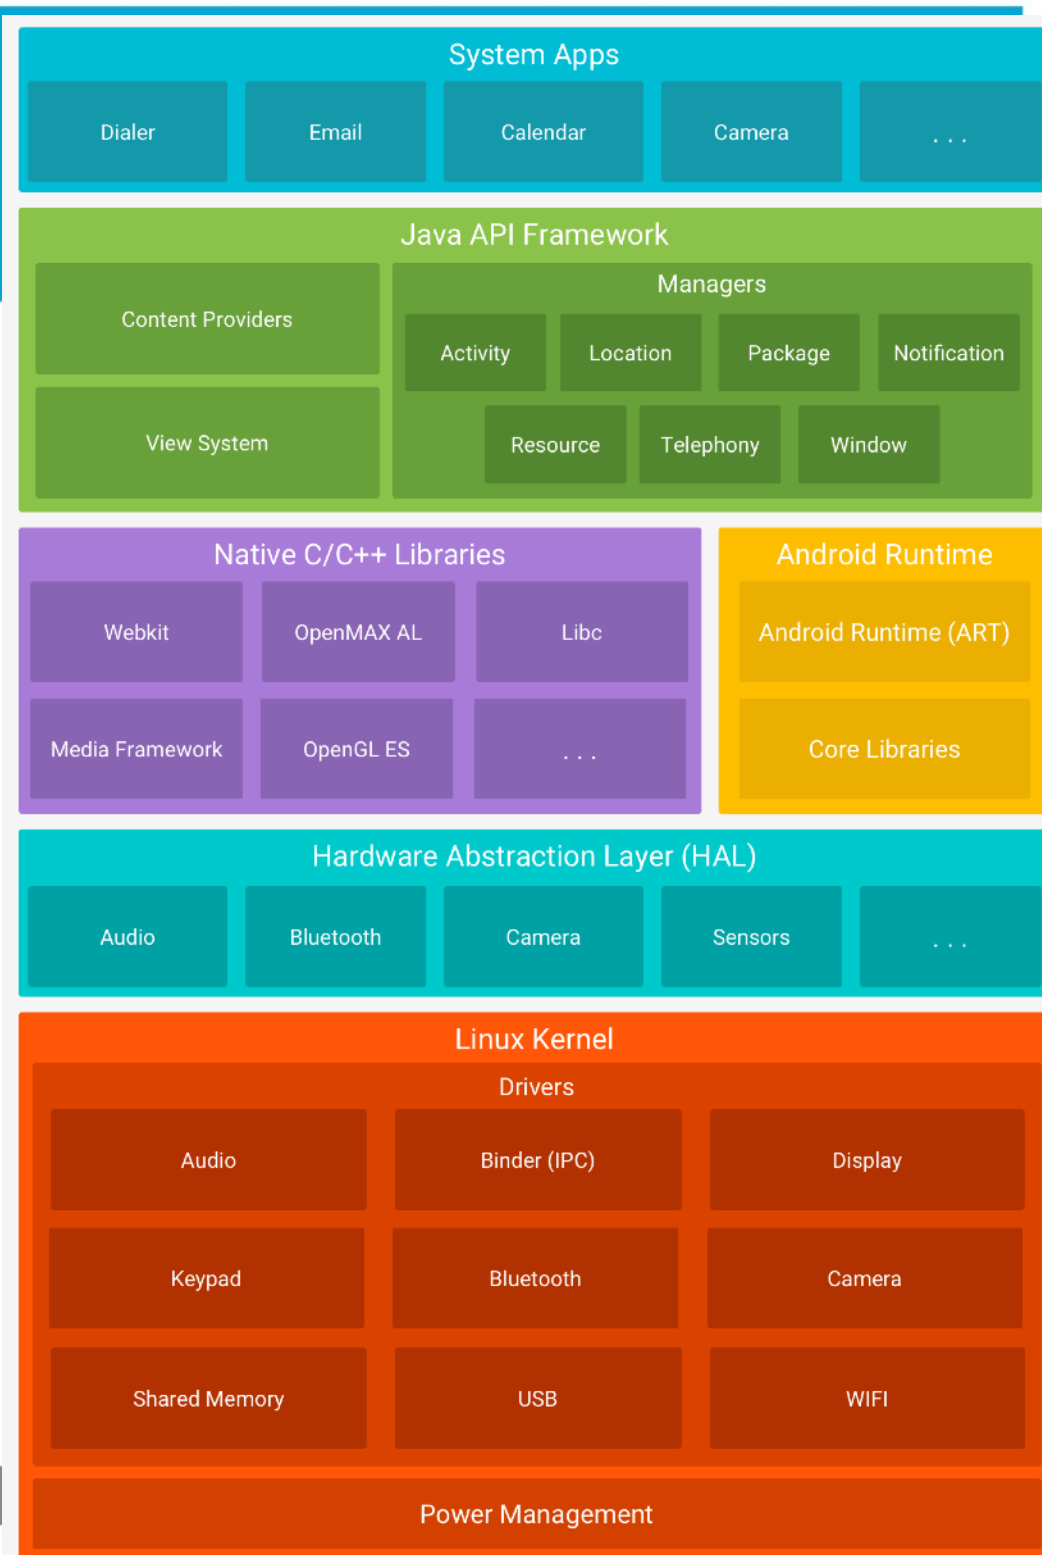 System Apps
Dialer
Email
Calendar
Camera
. . .
Java API Framework
Content Providers
View System
Managers
Activity
Location
Package
Notification
Resource
Telephony
Window
Native C/C++ Libraries
Webkit
OpenMAX AL
Libc
Media Framework
OpenGL ES
. . .
Android Runtime
Android Runtime (ART)
Core Libraries
Hardware Abstraction Layer (HAL)
Audio
Bluetooth
Camera
Sensors
. . .
Linux Kernel
Drivers
Audio
Binder (IPC)
Display
Keypad
Bluetooth
Camera
Shared Memory
USB
WIFI
Power Management